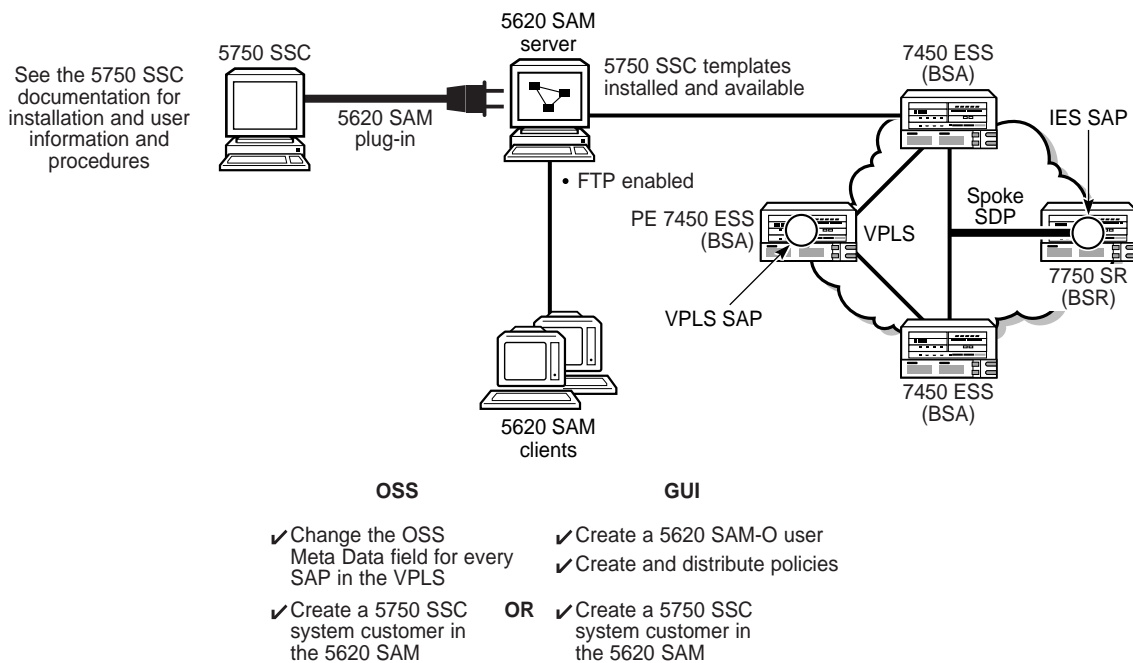 See the 5750 SSC
documentation for
installation and user
information and
procedures
5750 SSC
5620 SAM
plug-in
5620 SAM
server
5750 SSC templates
installed and available
• FTP enabled
5620 SAM
clients
7450 ESS
(BSA)
IES SAP
Spoke
SDP
PE 7450 ESS
(BSA)
VPLS
7750 SR
(BSR)
VPLS SAP
7450 ESS
(BSA)
OSS
✔ Change the OSS
Meta Data field for every
SAP in the VPLS
✔ Create a 5750 SSC
system customer in
the 5620 SAM
OR
GUI
✔ Create a 5620 SAM-O user
✔ Create and distribute policies
✔ Create a 5750 SSC
system customer in
the 5620 SAM